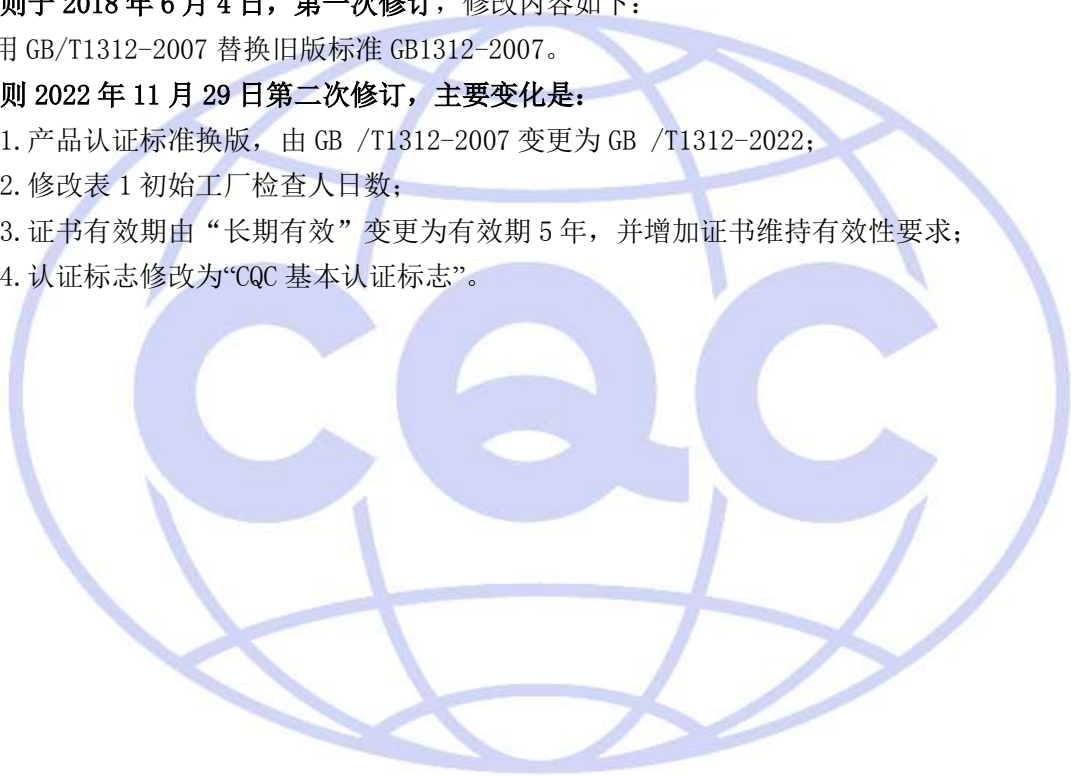 则于 2018 年 6 月 4 日，第一次修订，修改内容如下：
用 GB/T1312-2007 替换旧版标准 GB1312-2007。
则 2022 年 11 月 29 日第二次修订，主要变化是：
1.产品认证标准换版，由 GB /T1312-2007 变更为 GB /T1312-2022；
2.修改表 1 初始工厂检查人日数；
3.证书有效期由“长期有效”变更为有效期 5 年，并增加证书维持有效性要求；
4.认证标志修改为“CQC 基本认证标志”。
CQC